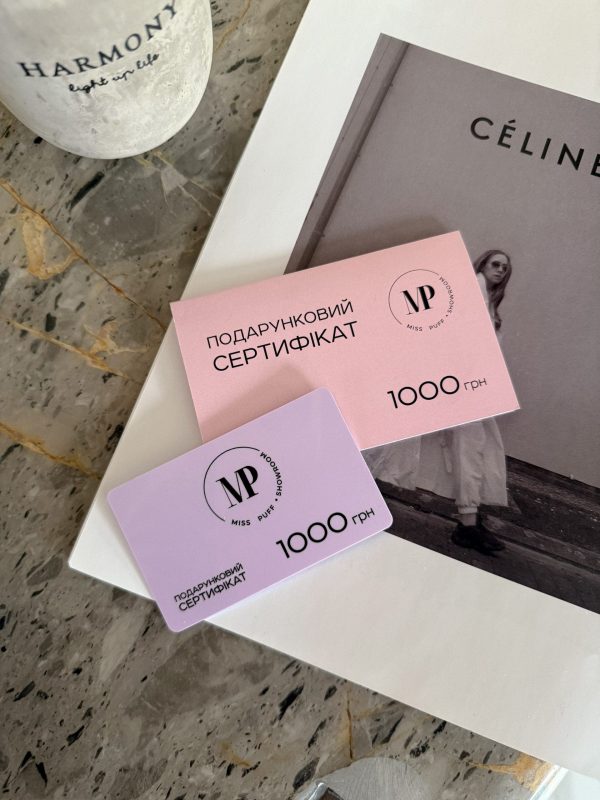 HARMONY
light up life
CÉLINE
ПОДАРУНКОВИЙ
СЕРТИФІКАТ
MP
MISS PUFF • SHOWROOM
1000 грн
MP
MISS PUFF • SHOWROOM
1000 грн
ПОДАРУНКОВИЙ
СЕРТИФІКАТ